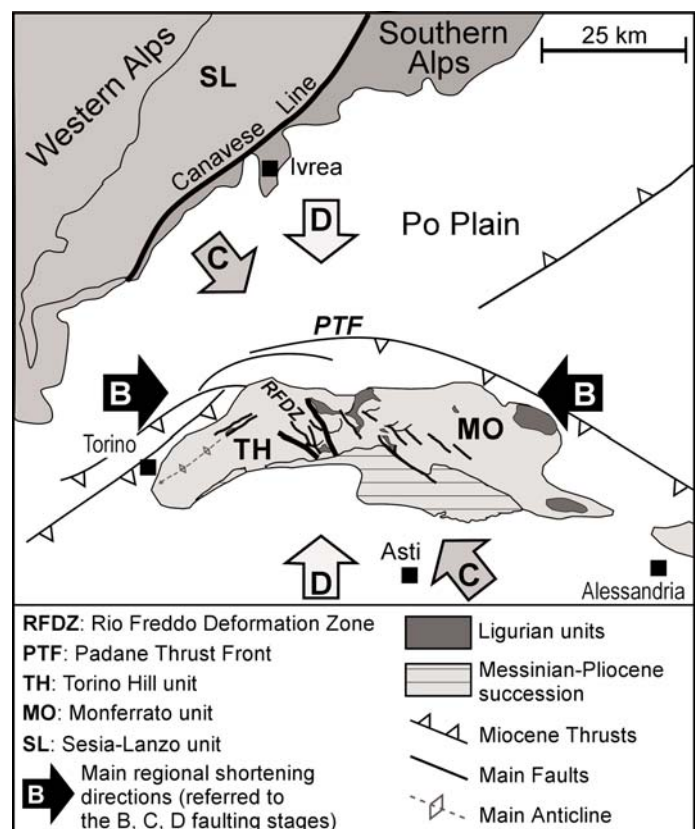 Western Alps
SL
Southern
Alps
25 km
Canavese Line
Ivrea
D
Po Plain
C
PTF
B
B
RFDZ
MO
TH
Torino
D
Asti
C
Alessandria
RFDZ: Rio Freddo Deformation Zone
PTF: Padane Thrust Front
TH: Torino Hill unit
MO: Monferrato unit
SL: Sesia-Lanzo unit
B
Main regional shortening
directions (referred to
the B, C, D faulting stages)
Ligurian units
Messinian-Pliocene
succession
Miocene Thrusts
Main Faults
Main Anticline